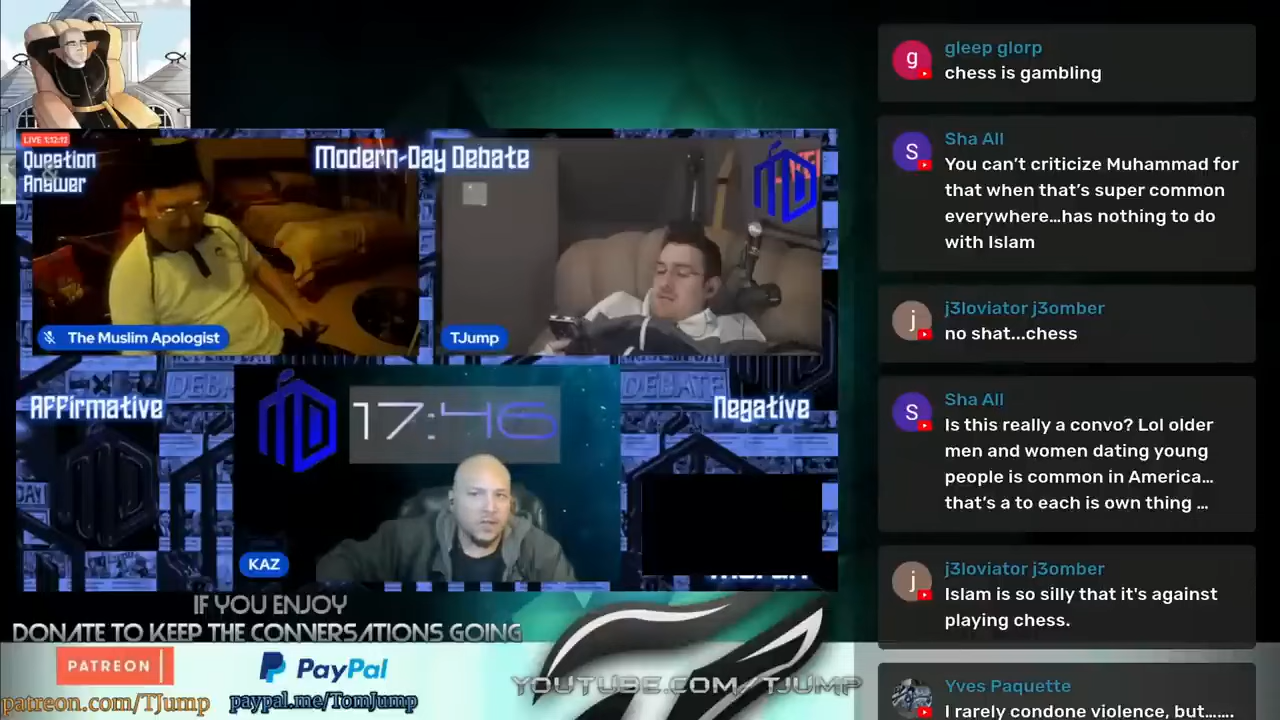 LIVE 1:12:12
Question
&
Answer
Modern-Day Debate
The Muslim Apologist
TJump
Affirmative
17:46
Negative
KAZ
IF YOU ENJOY
DONATE TO KEEP THE CONVERSATIONS GOING
PATREON
PayPal
patreon.com/TJump
paypal.me/TomJump
YOUTUBE.COM/TJUMP
gleep glorp
chess is gambling
Sha All
You can’t criticize Muhammad for
that when that’s super common
everywhere…has nothing to do
with Islam
j3loviator j3omber
no shat...chess
Sha All
Is this really a convo? Lol older
men and women dating young
people is common in America…
that’s a to each is own thing …
j3loviator j3omber
Islam is so silly that it's against
playing chess.
Yves Paquette
I rarely condone violence, but…….